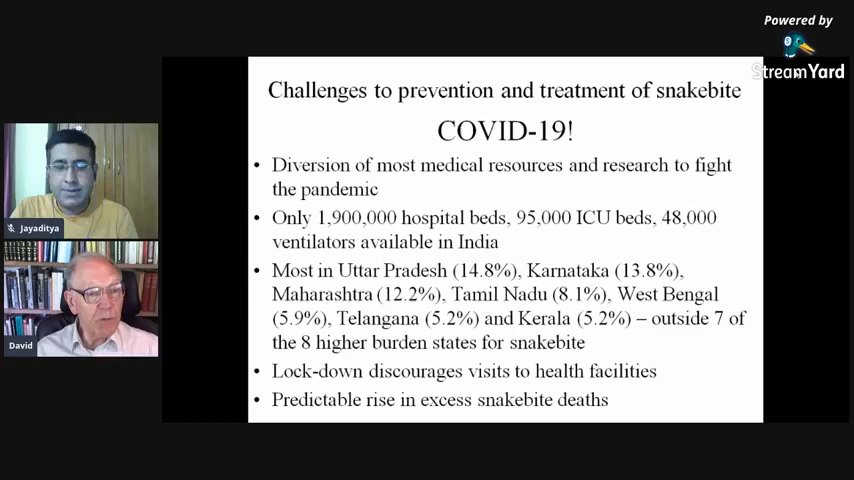 Powered by
StreamYard
Challenges to prevention and treatment of snakebite
COVID-19!
• Diversion of most medical resources and research to fight
the pandemic
• Only 1,900,000 hospital beds, 95,000 ICU beds, 48,000
ventilators available in India
• Most in Uttar Pradesh (14.8%), Karnataka (13.8%),
Maharashtra (12.2%), Tamil Nadu (8.1%), West Bengal
(5.9%), Telangana (5.2%) and Kerala (5.2%) – outside 7 of
the 8 higher burden states for snakebite
• Lock-down discourages visits to health facilities
• Predictable rise in excess snakebite deaths
Jayaditya
David